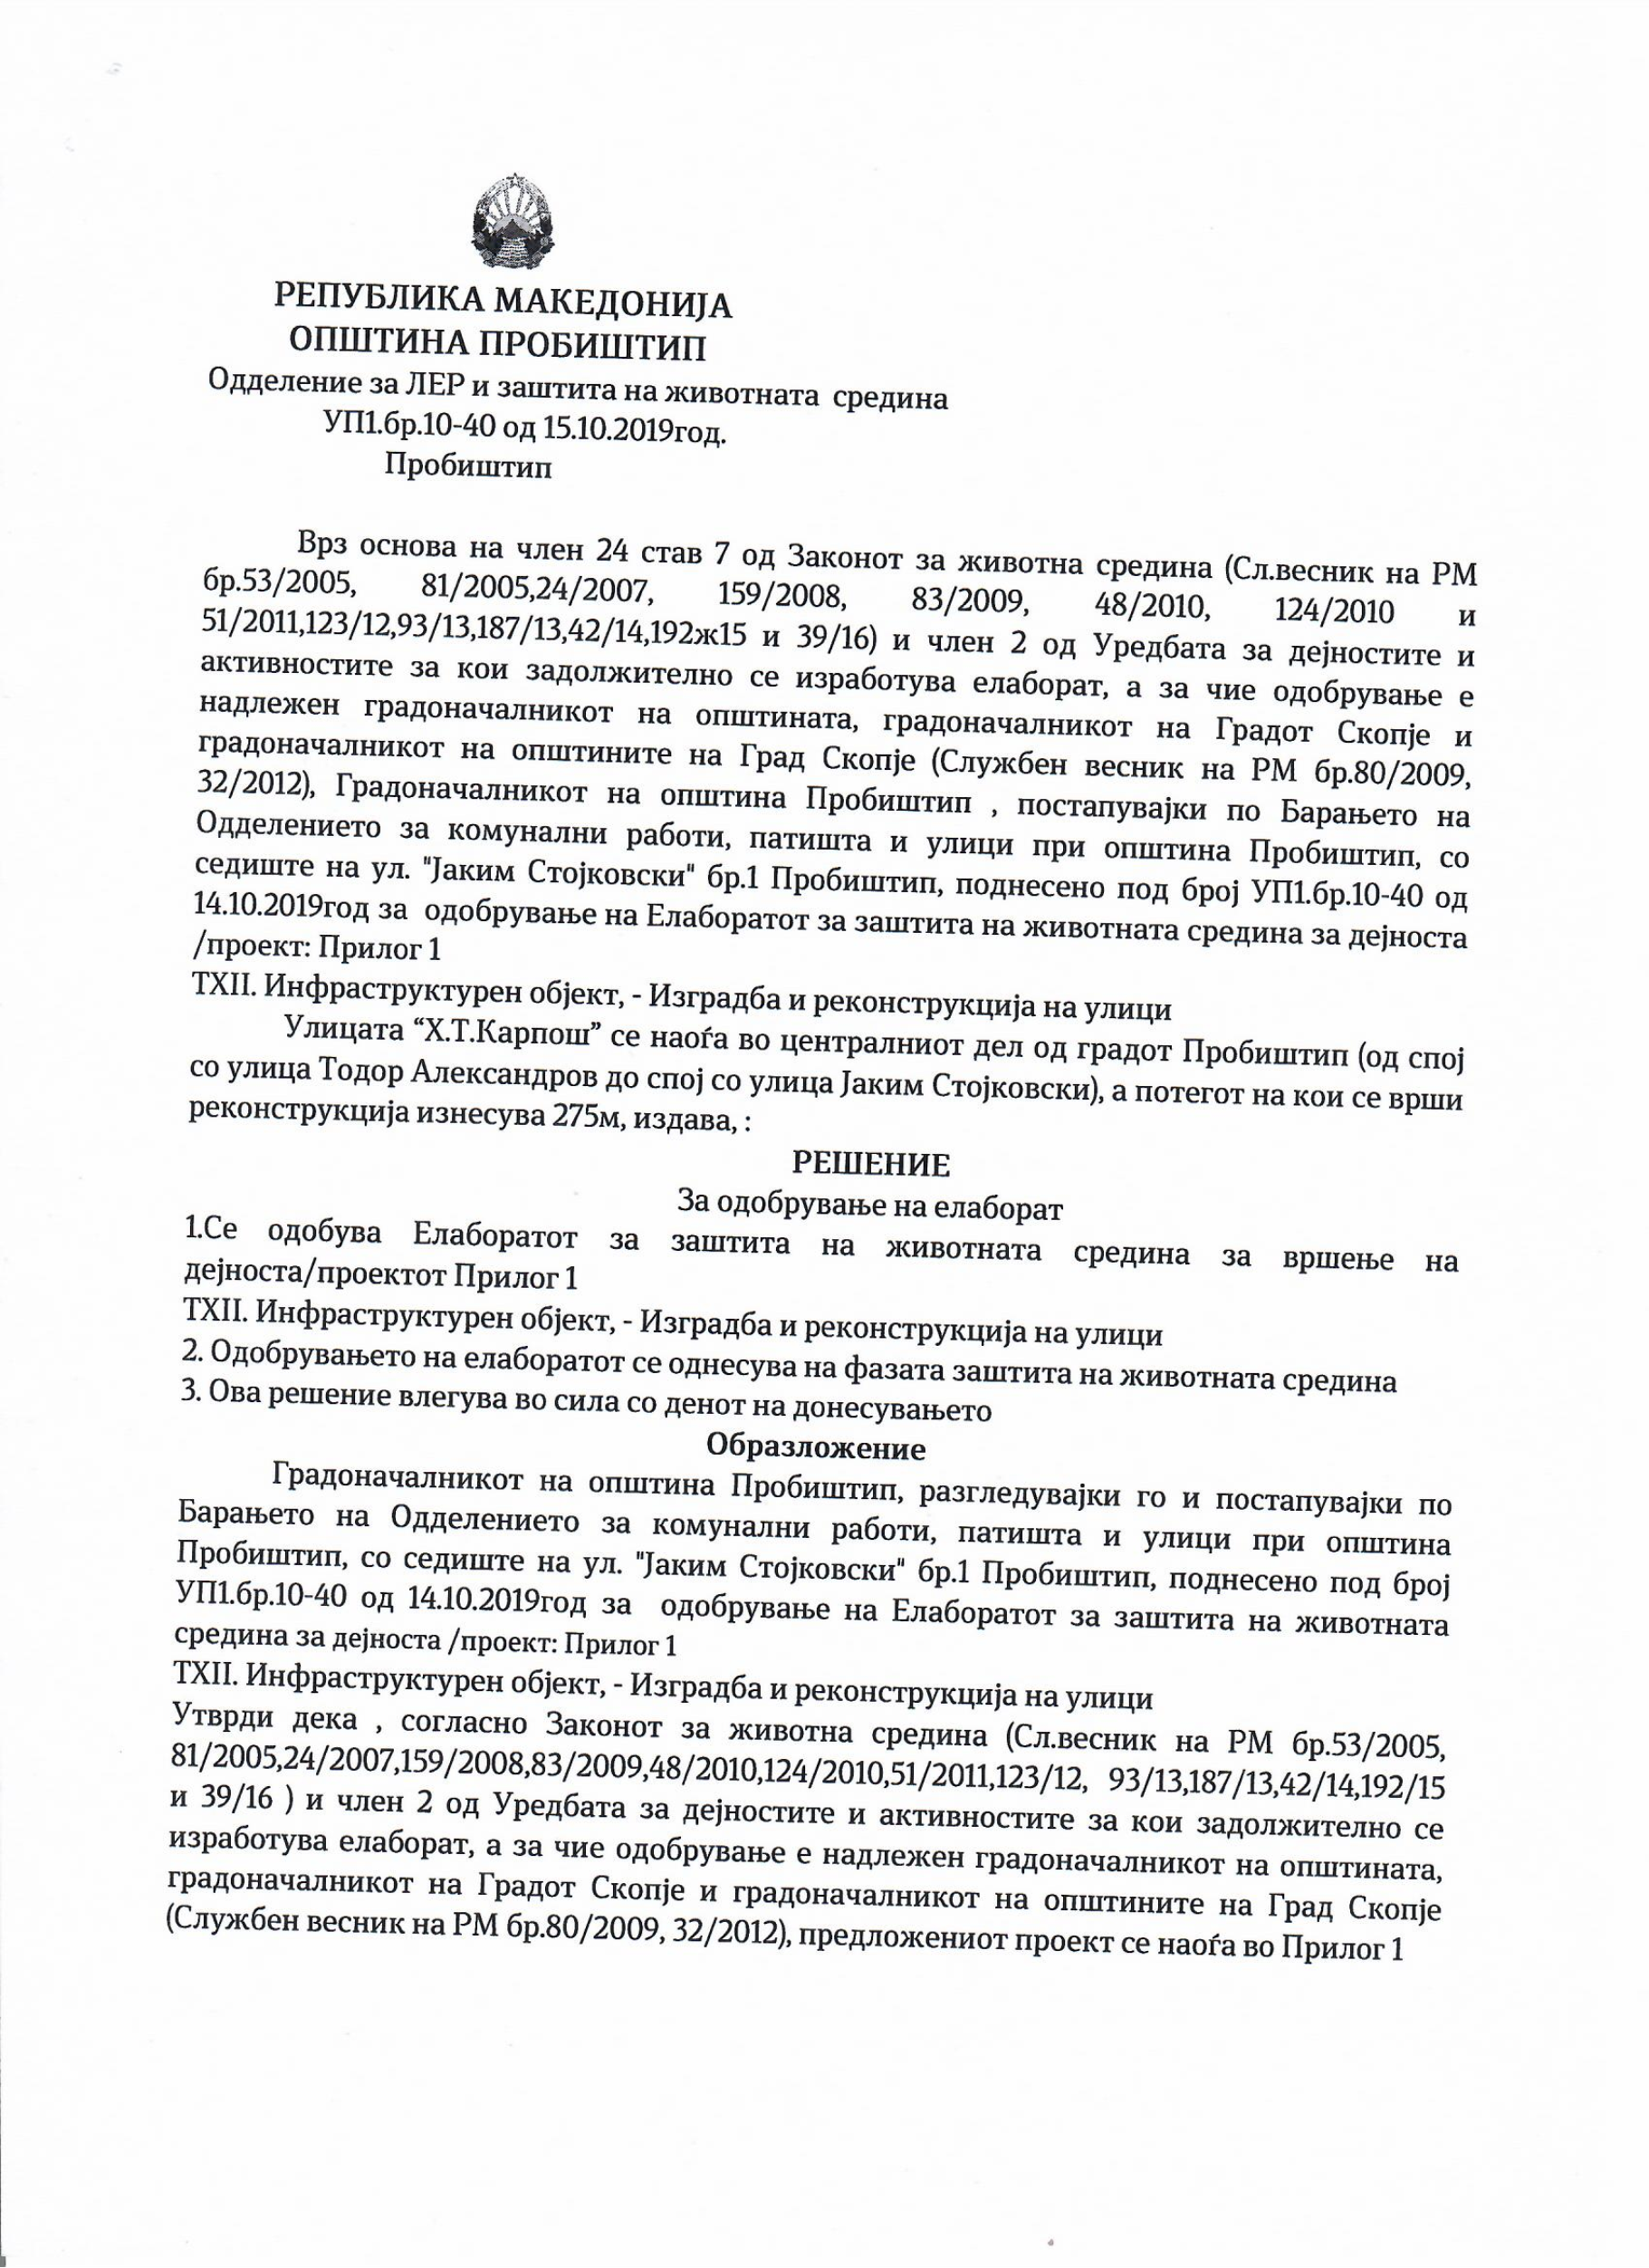 РЕПУБЛИКА МАКЕДОНИЈА
ОПШТИНА ПРОБИШТИП
Одделение за ЛЕР и заштита на животната средина
УП1.бр.10-40 од 15.10.2019год.
Пробиштип
Врз основа на член 24 став 7 од Законот за животна средина (Сл.весник на РМ
бр.53/2005, 81/2005,24/2007, 159/2008, 83/2009, 48/2010, 124/2010 и
51/2011,123/12,93/13,187/13,42/14,192ж15 и 39/16) и член 2 од Уредбата за дејностите и
активностите за кои задолжително се изработува елаборат, а за чие одобрување е
надлежен градоначалникот на општината, градоначалникот на Градот Скопје и
градоначалникот на општините на Град Скопје (Службен весник на РМ бр.80/2009,
32/2012), Градоначалникот на општина Пробиштип , постапувајки по Барањето на
Одделението за комунални работи, патишта и улици при општина Пробиштип, со
седиште на ул. "Јаким Стојковски" бр.1 Пробиштип, поднесено под број УП1.бр.10-40 од
14.10.2019год за одобрување на Елаборатот за заштита на животната средина за дејноста
/проект: Прилог 1
ТXII. Инфраструктурен објект, - Изградба и реконструкција на улици
Улицата “Х.Т.Карпош” се наоѓа во централниот дел од градот Пробиштип (од спој
со улица Тодор Александров до спој со улица Јаким Стојковски), а потегот на кои се врши
реконструкција изнесува 275м, издава, :
РЕШЕНИЕ
За одобрување на елаборат
1.Се одобува Елаборатот за заштита на животната средина за вршење на
дејноста/проектот Прилог 1
ТXII. Инфраструктурен објект, - Изградба и реконструкција на улици
2. Одобрувањето на елаборатот се однесува на фазата заштита на животната средина
3. Ова решение влегува во сила со денот на донесувањето
Образложение
Градоначалникот на општина Пробиштип, разгледувајки го и постапувајки по
Барањето на Одделението за комунални работи, патишта и улици при општина
Пробиштип, со седиште на ул. "Јаким Стојковски" бр.1 Пробиштип, поднесено под број
УП1.бр.10-40 од 14.10.2019год за одобрување на Елаборатот за заштита на животната
средина за дејноста /проект: Прилог 1
ТXII. Инфраструктурен објект, - Изградба и реконструкција на улици
Утврди дека , согласно Законот за животна средина (Сл.весник на РМ бр.53/2005,
81/2005,24/2007,159/2008,83/2009,48/2010,124/2010,51/2011,123/12, 93/13,187/13,42/14,192/15
и 39/16 ) и член 2 од Уредбата за дејностите и активностите за кои задолжително се
изработува елаборат, а за чие одобрување е надлежен градоначалникот на општината,
градоначалникот на Градот Скопје и градоначалникот на општините на Град Скопје
(Службен весник на РМ бр.80/2009, 32/2012), предложениот проект се наоѓа во Прилог 1